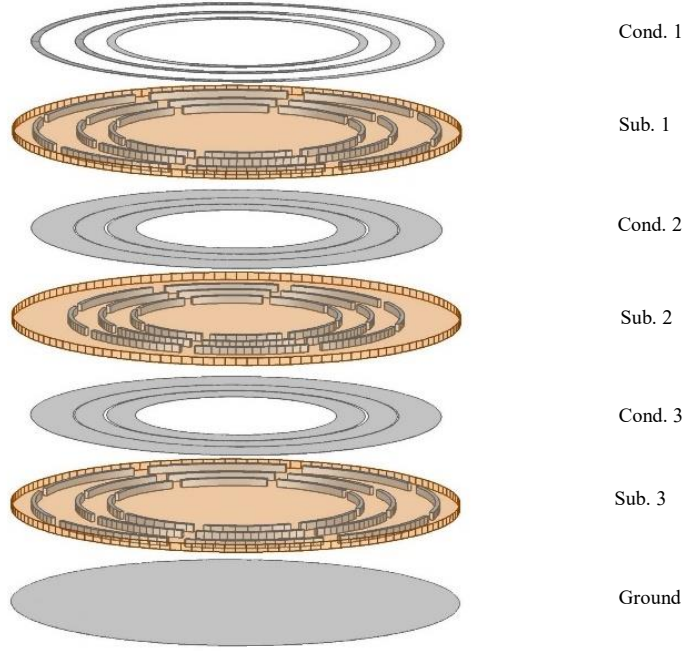 Cond. 1
Sub. 1
Cond. 2
Sub. 2
Cond. 3
Sub. 3
Ground